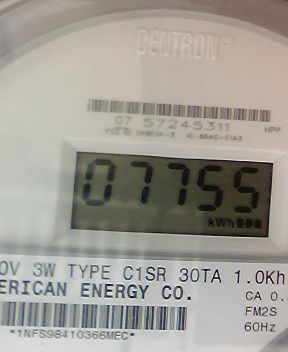 CENTRON®
07 57245311 HPP
07755
kWh
0V 3W TYPE C1SR 30TA 1.0Kh
ERICAN ENERGY CO.
CA 0.
FM2S
*1NFS98410366MEC* 60Hz